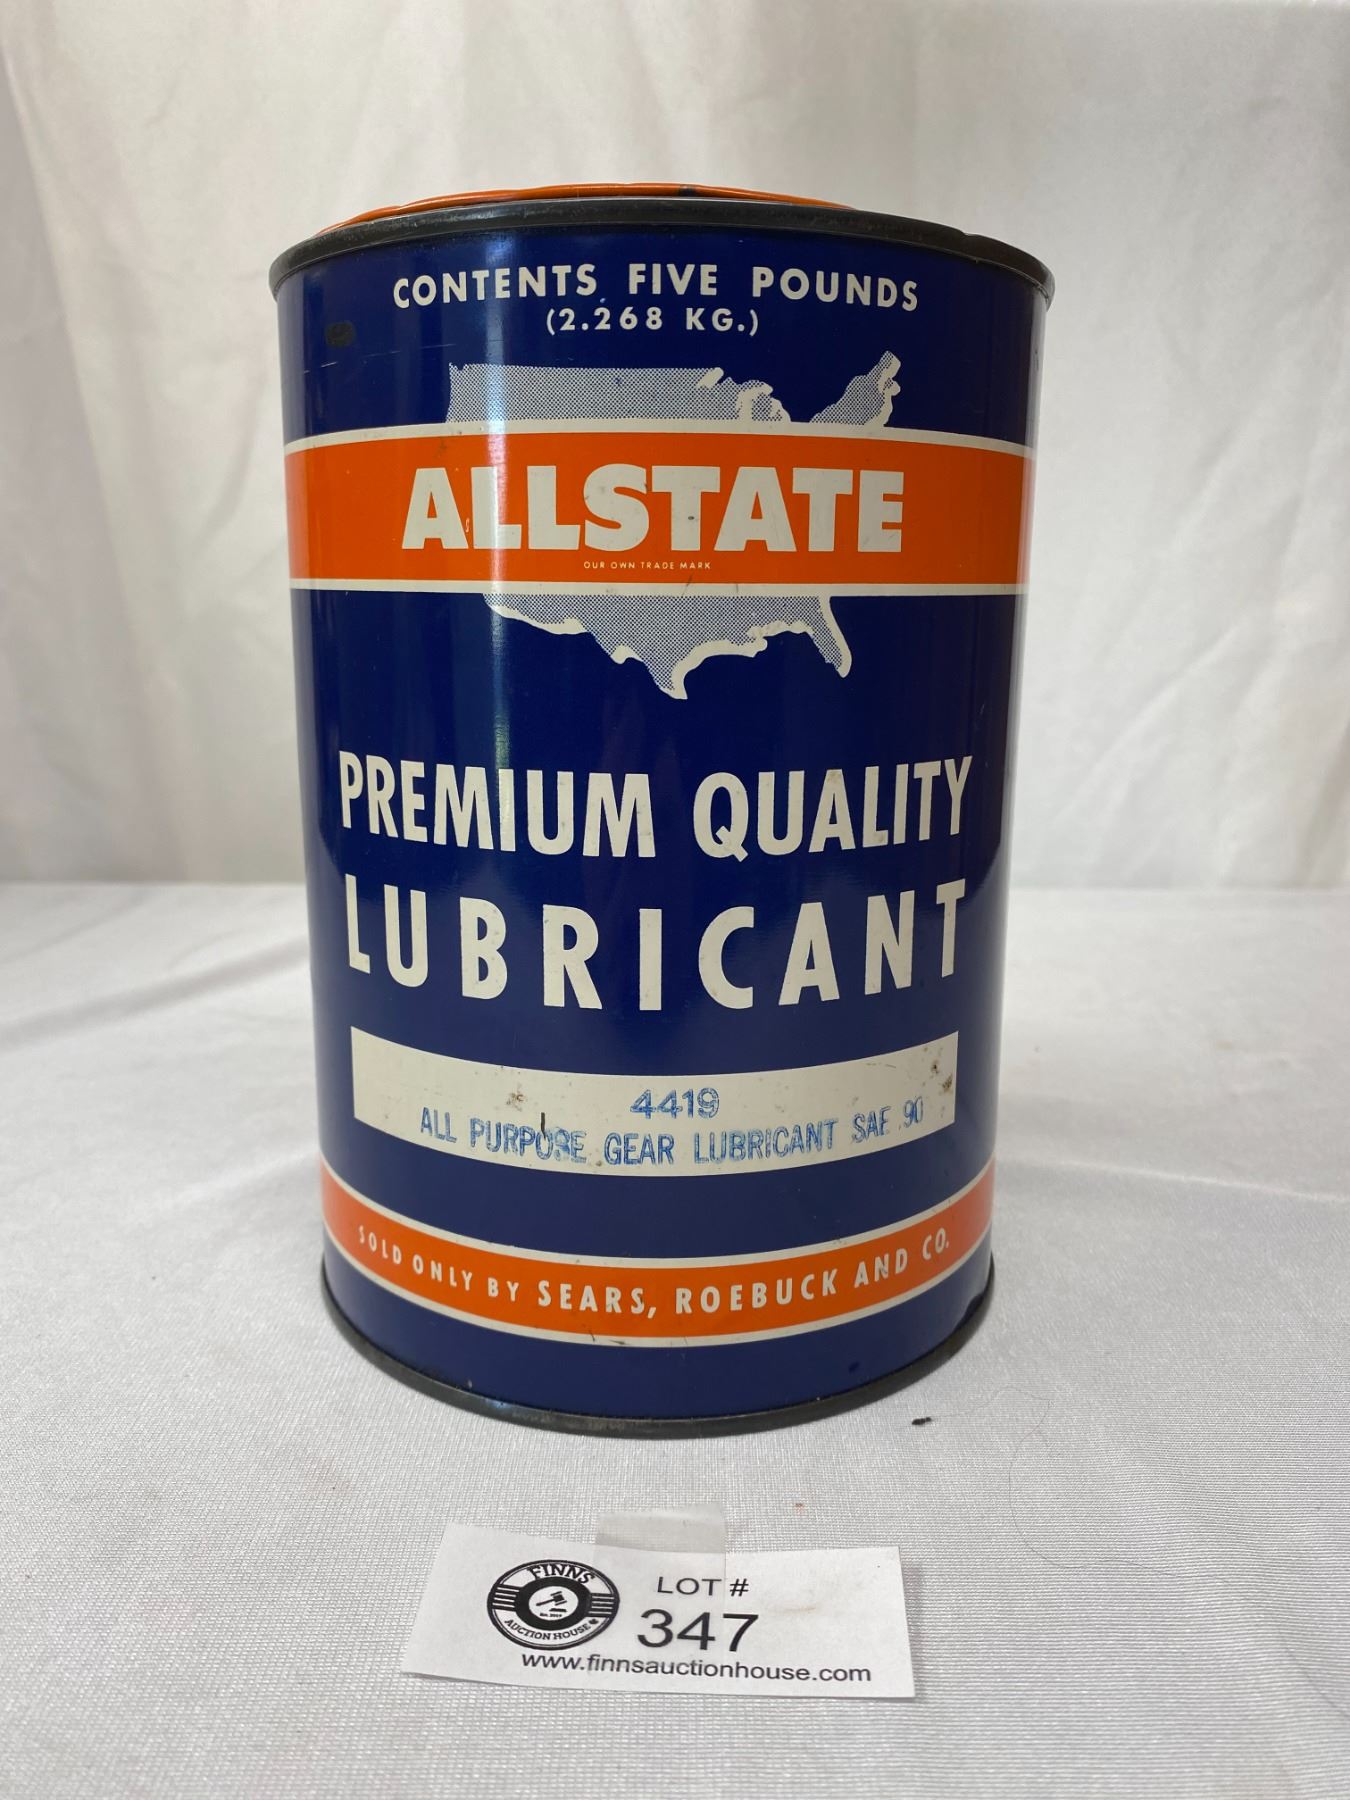 CONTENTS FIVE POUNDS
(2.268 KG.)
ALLSTATE
OUR OWN TRADE MARK
PREMIUM QUALITY
LUBRICANT
4419
ALL PURPOSE GEAR LUBRICANT SAE 90
SOLD ONLY BY SEARS, ROEBUCK AND CO.
FINNS
AUCTION HOUSE
LOT #
347
www.finnsauctionhouse.com